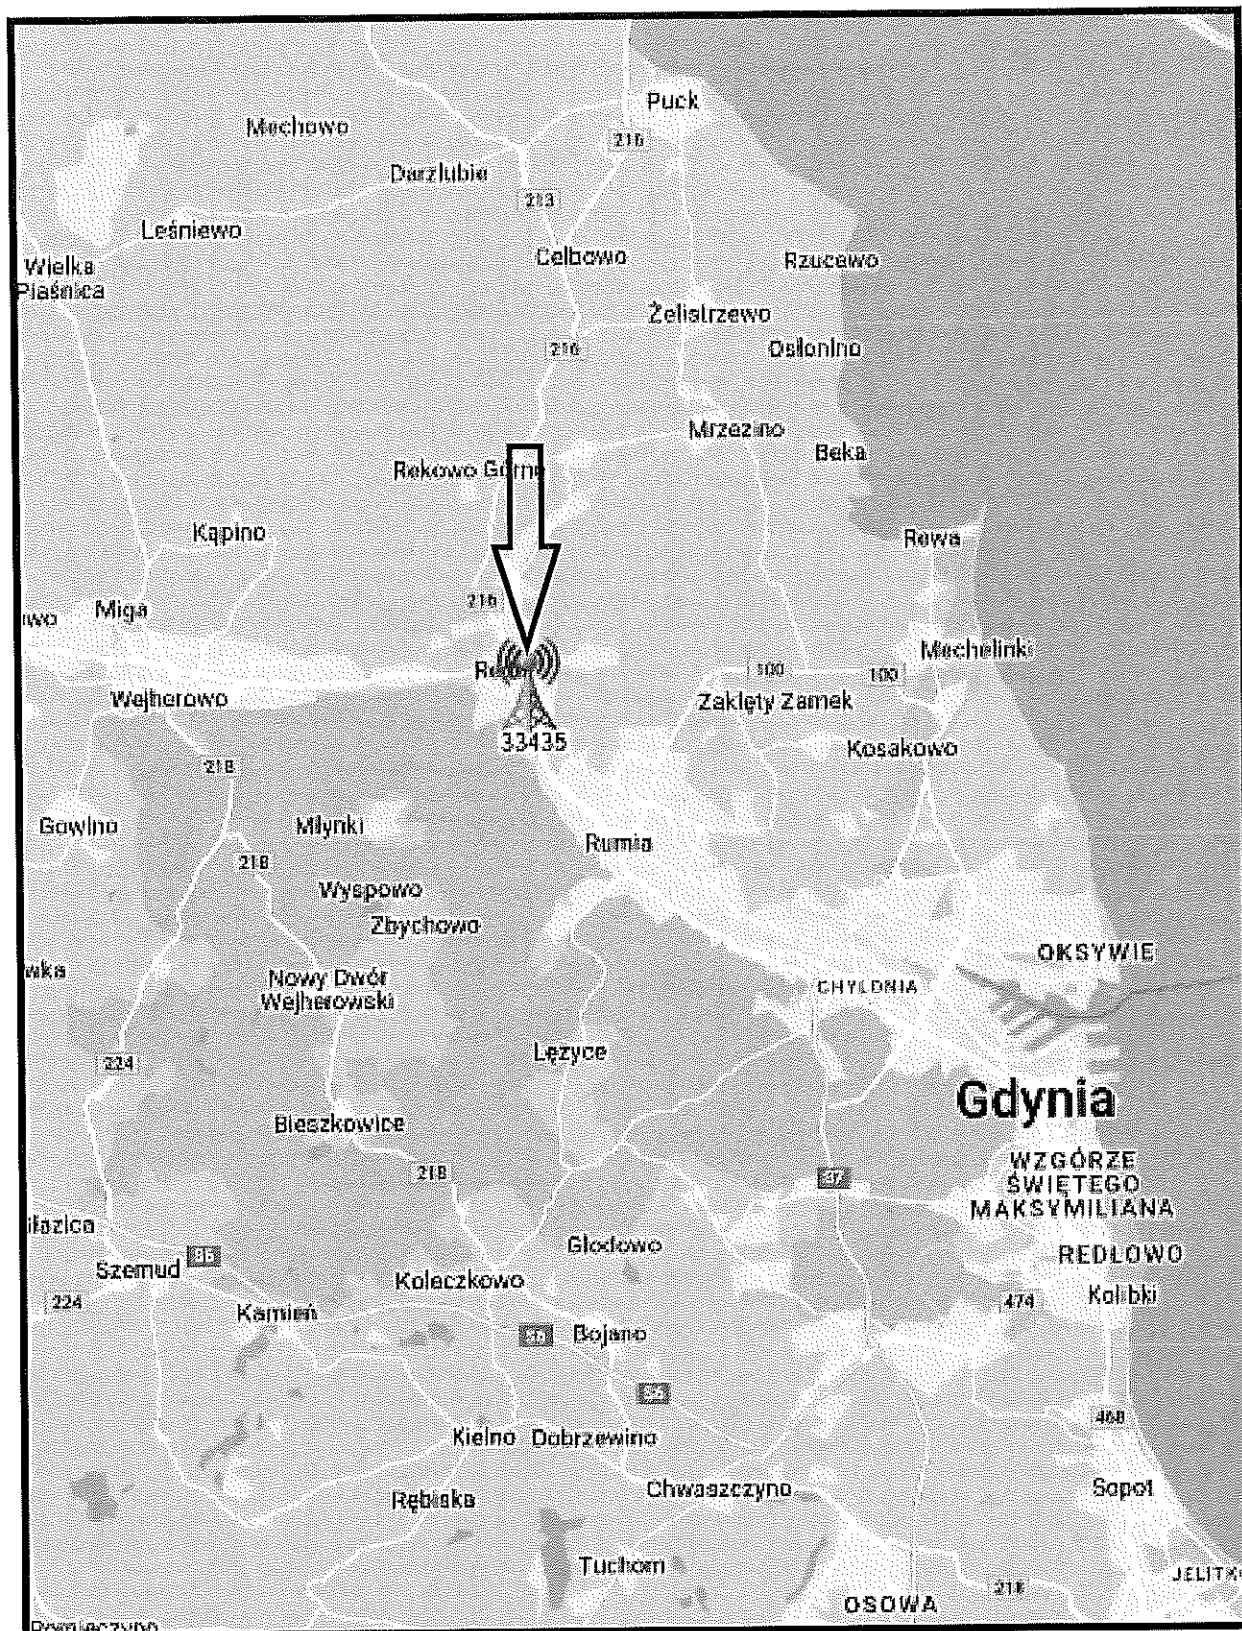 Puck
Mechowo
216
Darzlubie
213
Leśniewo
Celbowo
Rzucewo
Wielka
Piaśnica
Żelistrzewo
216
Osłonino
Mrzezino
Beka
Rekowo Górne
Kąpino
Rewa
216
Miga
Mechelinki
100
100
Wejherowo
Zaklęty Zamek
33435
Kosakowo
218
Gowino
Młynki
Rumia
218
Wyspowo
Zbychowo
OKSYWIE
wka
Nowy Dwór
Wejherowski
CHYLONIA
224
Łężyce
Gdynia
Bieszkowice
WZGÓRZE
ŚWIĘTEGO
MAKSYMILIANA
218
Głodowo
REDŁOWO
Szemud
Koleczkowo
Kolibki
224
474
Kamień
Bojano
468
Kielno
Dobrzewino
Chwaszczyno
Sopot
Rębiska
Tuchom
218
OSOWA